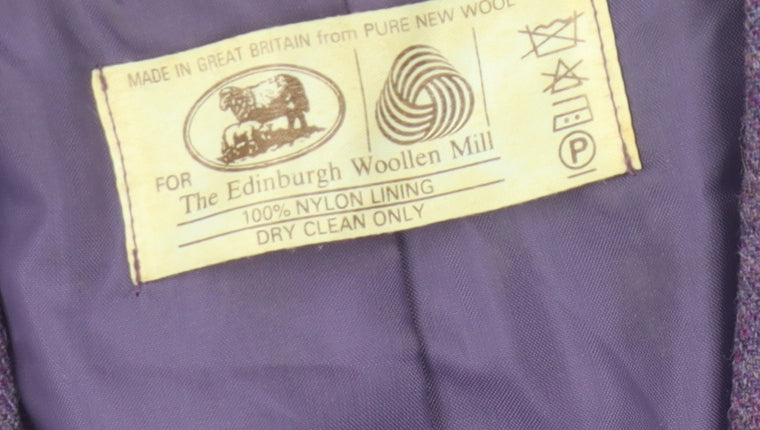 MADE IN GREAT BRITAIN from PURE NEW WOOL
FOR
The Edinburgh Woollen Mill
100% NYLON LINING
DRY CLEAN ONLY
P